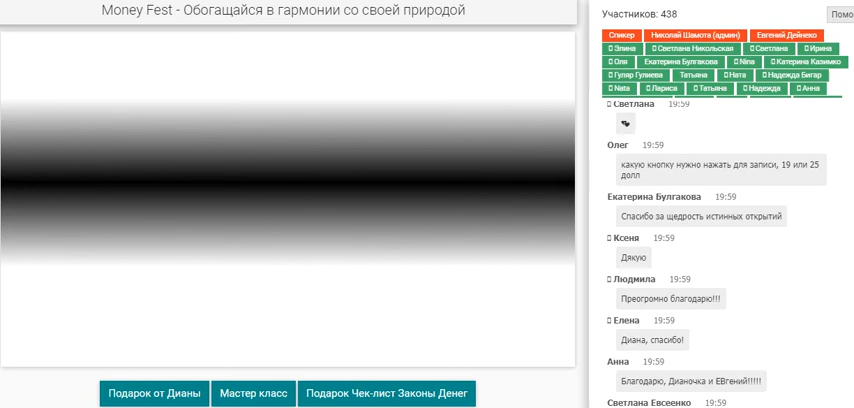 Money Fest - Обогащайся в гармонии со своей природой
Участников: 438
Помо
Спикер Николай Шамота (админ) Евгений Дейнеко
Элина Светлана Никольская Светлана Ирина
Оля Екатерина Булгакова Nina Катерина Казимко
Гуляр Гулиева Татьяна Ната Надежда Бигар
Nata Лариса Татьяна Надежда Анна
Светлана 19:59
Олег 19:59
какую кнопку нужно нажать для записи, 19 или 25
долл
Екатерина Булгакова 19:59
Спасибо за щедрость истинных открытий
Ксеня 19:59
Дякую
Людмила 19:59
Преогромно благодарю!!!
Елена 19:59
Диана, спасибо!
Анна 19:59
Благодарю, Дианочка и ЕВгений!!!!!
Светлана Евсеенко 19:59
Подарок от Дианы Мастер класс Подарок Чек-лист Законы Денег